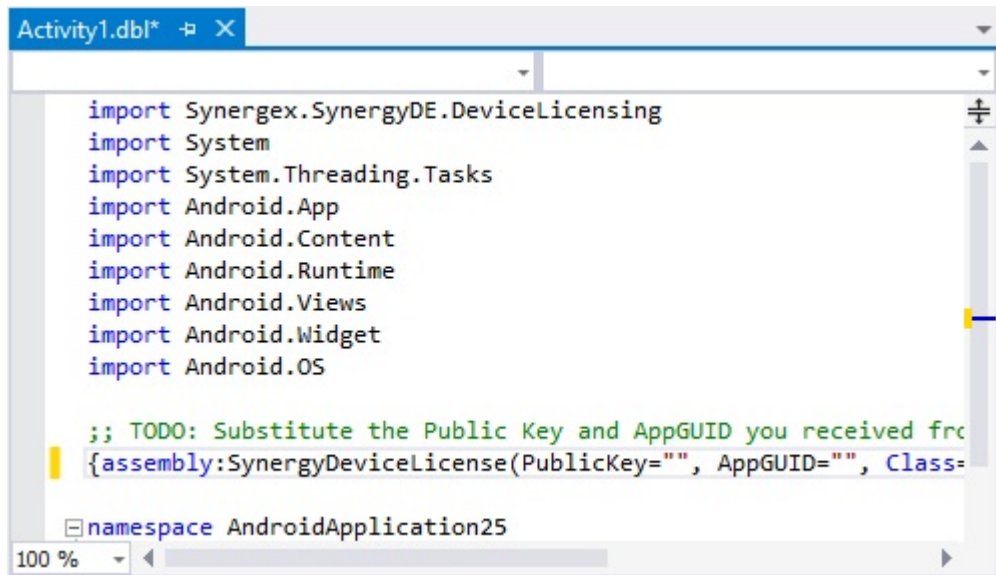 Activity1.dbl*
import Synergex.SynergyDE.DeviceLicensing
import System
import System.Threading.Tasks
import Android.App
import Android.Content
import Android.Runtime
import Android.Views
import Android.Widget
import Android.OS
;; TODO: Substitute the Public Key and AppGUID you received
{assembly:SynergyDeviceLicense(PublicKey="", AppGUID="", Class=
namespace AndroidApplication25
100 %